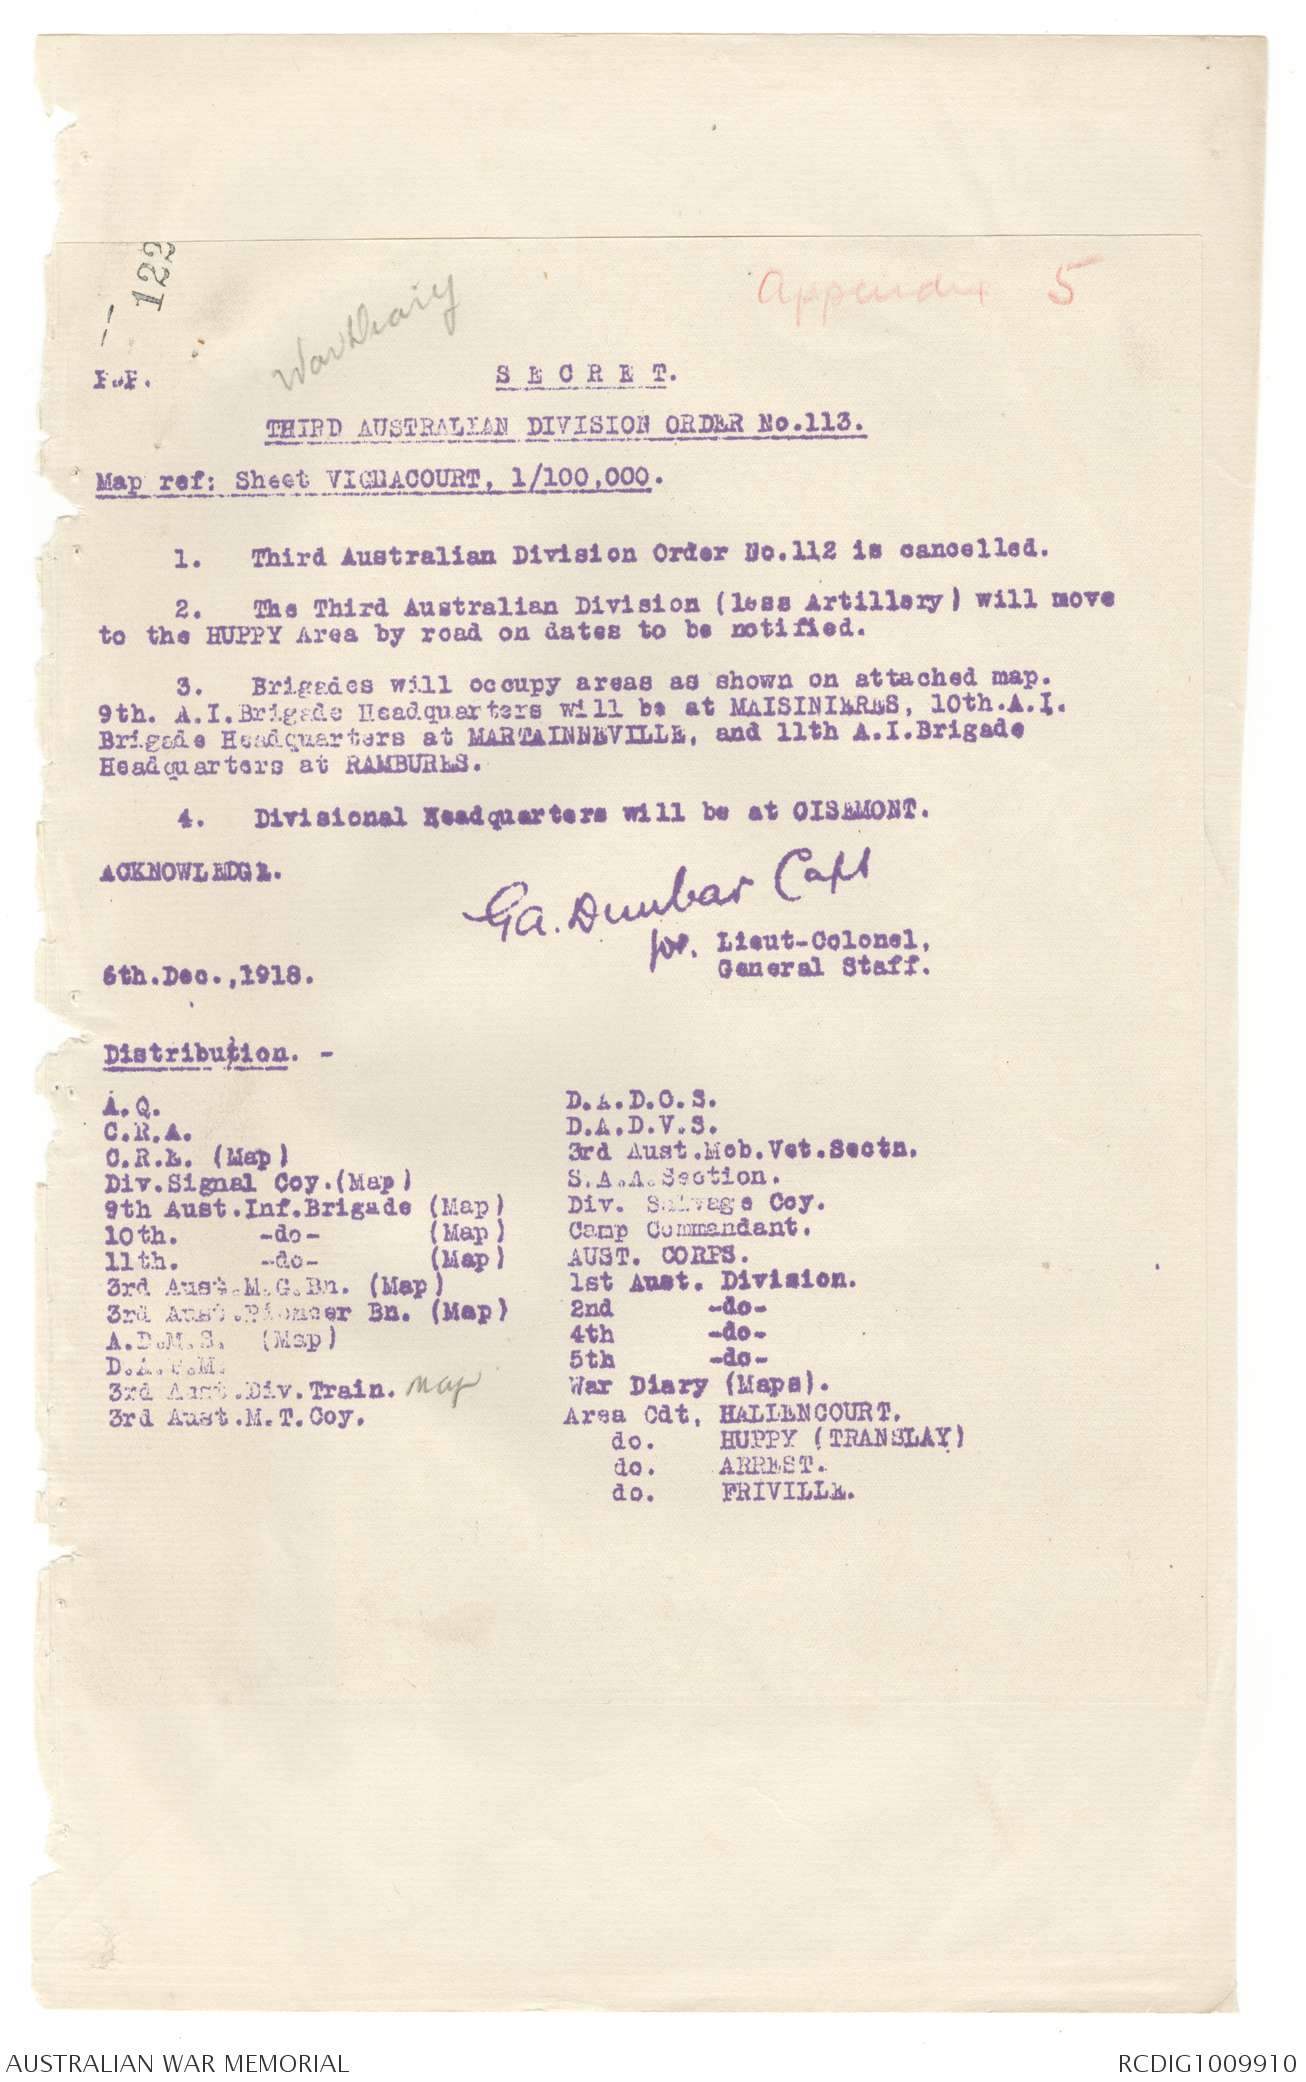 122
War Diary
Appendix 5
F.F.
SECRET.
THIRD AUSTRALIAN DIVISION ORDER No.113.
Map ref: Sheet VIGNACOURT, 1/100,000.
1. Third Australian Division Order No.112 is cancelled.
2. The Third Australian Division (less Artillery) will move
to the HUPPY Area by road on dates to be notified.
3. Brigades will occupy areas as shown on attached map.
9th. A.I.Brigade Headquarters will be at MAISINIERES, 10th.A.I.
Brigade Headquarters at MARTAINNEVILLE, and 11th A.I.Brigade
Headquarters at RAMBURES.
4. Divisional Headquarters will be at OISEMONT.
ACKNOWLEDGE.
Ga. Dunbar Capt
for. Lieut-Colonel,
General Staff.
6th.Dec.,1918.
Distribution. -
A.Q.
C.R.A.
C.R.E. (Map)
Div.Signal Coy.(Map)
9th Aust.Inf.Brigade (Map)
10th. -do- (Map)
11th. -do- (Map)
3rd Aust.M.G.Bn. (Map)
3rd Aust.Pioneer Bn. (Map)
A.D.M.S. (Map)
D.A.P.M.
3rd Aust.Div.Train. Map
3rd Aust.M.T.Coy.
D.A.D.O.S.
D.A.D.V.S.
3rd Aust.Mob.Vet.Sectn.
S.A.A.Section.
Div. Salvage Coy.
Camp Commandant.
AUST. CORPS.
1st Aust. Division.
2nd -do-
4th -do-
5th -do-
War Diary (Maps).
Area Cdt, HALLENCOURT.
do. HUPPY (TRANSLAY)
do. ARREST.
do. FRIVILLE.
AUSTRALIAN WAR MEMORIAL
RCDIG1009910